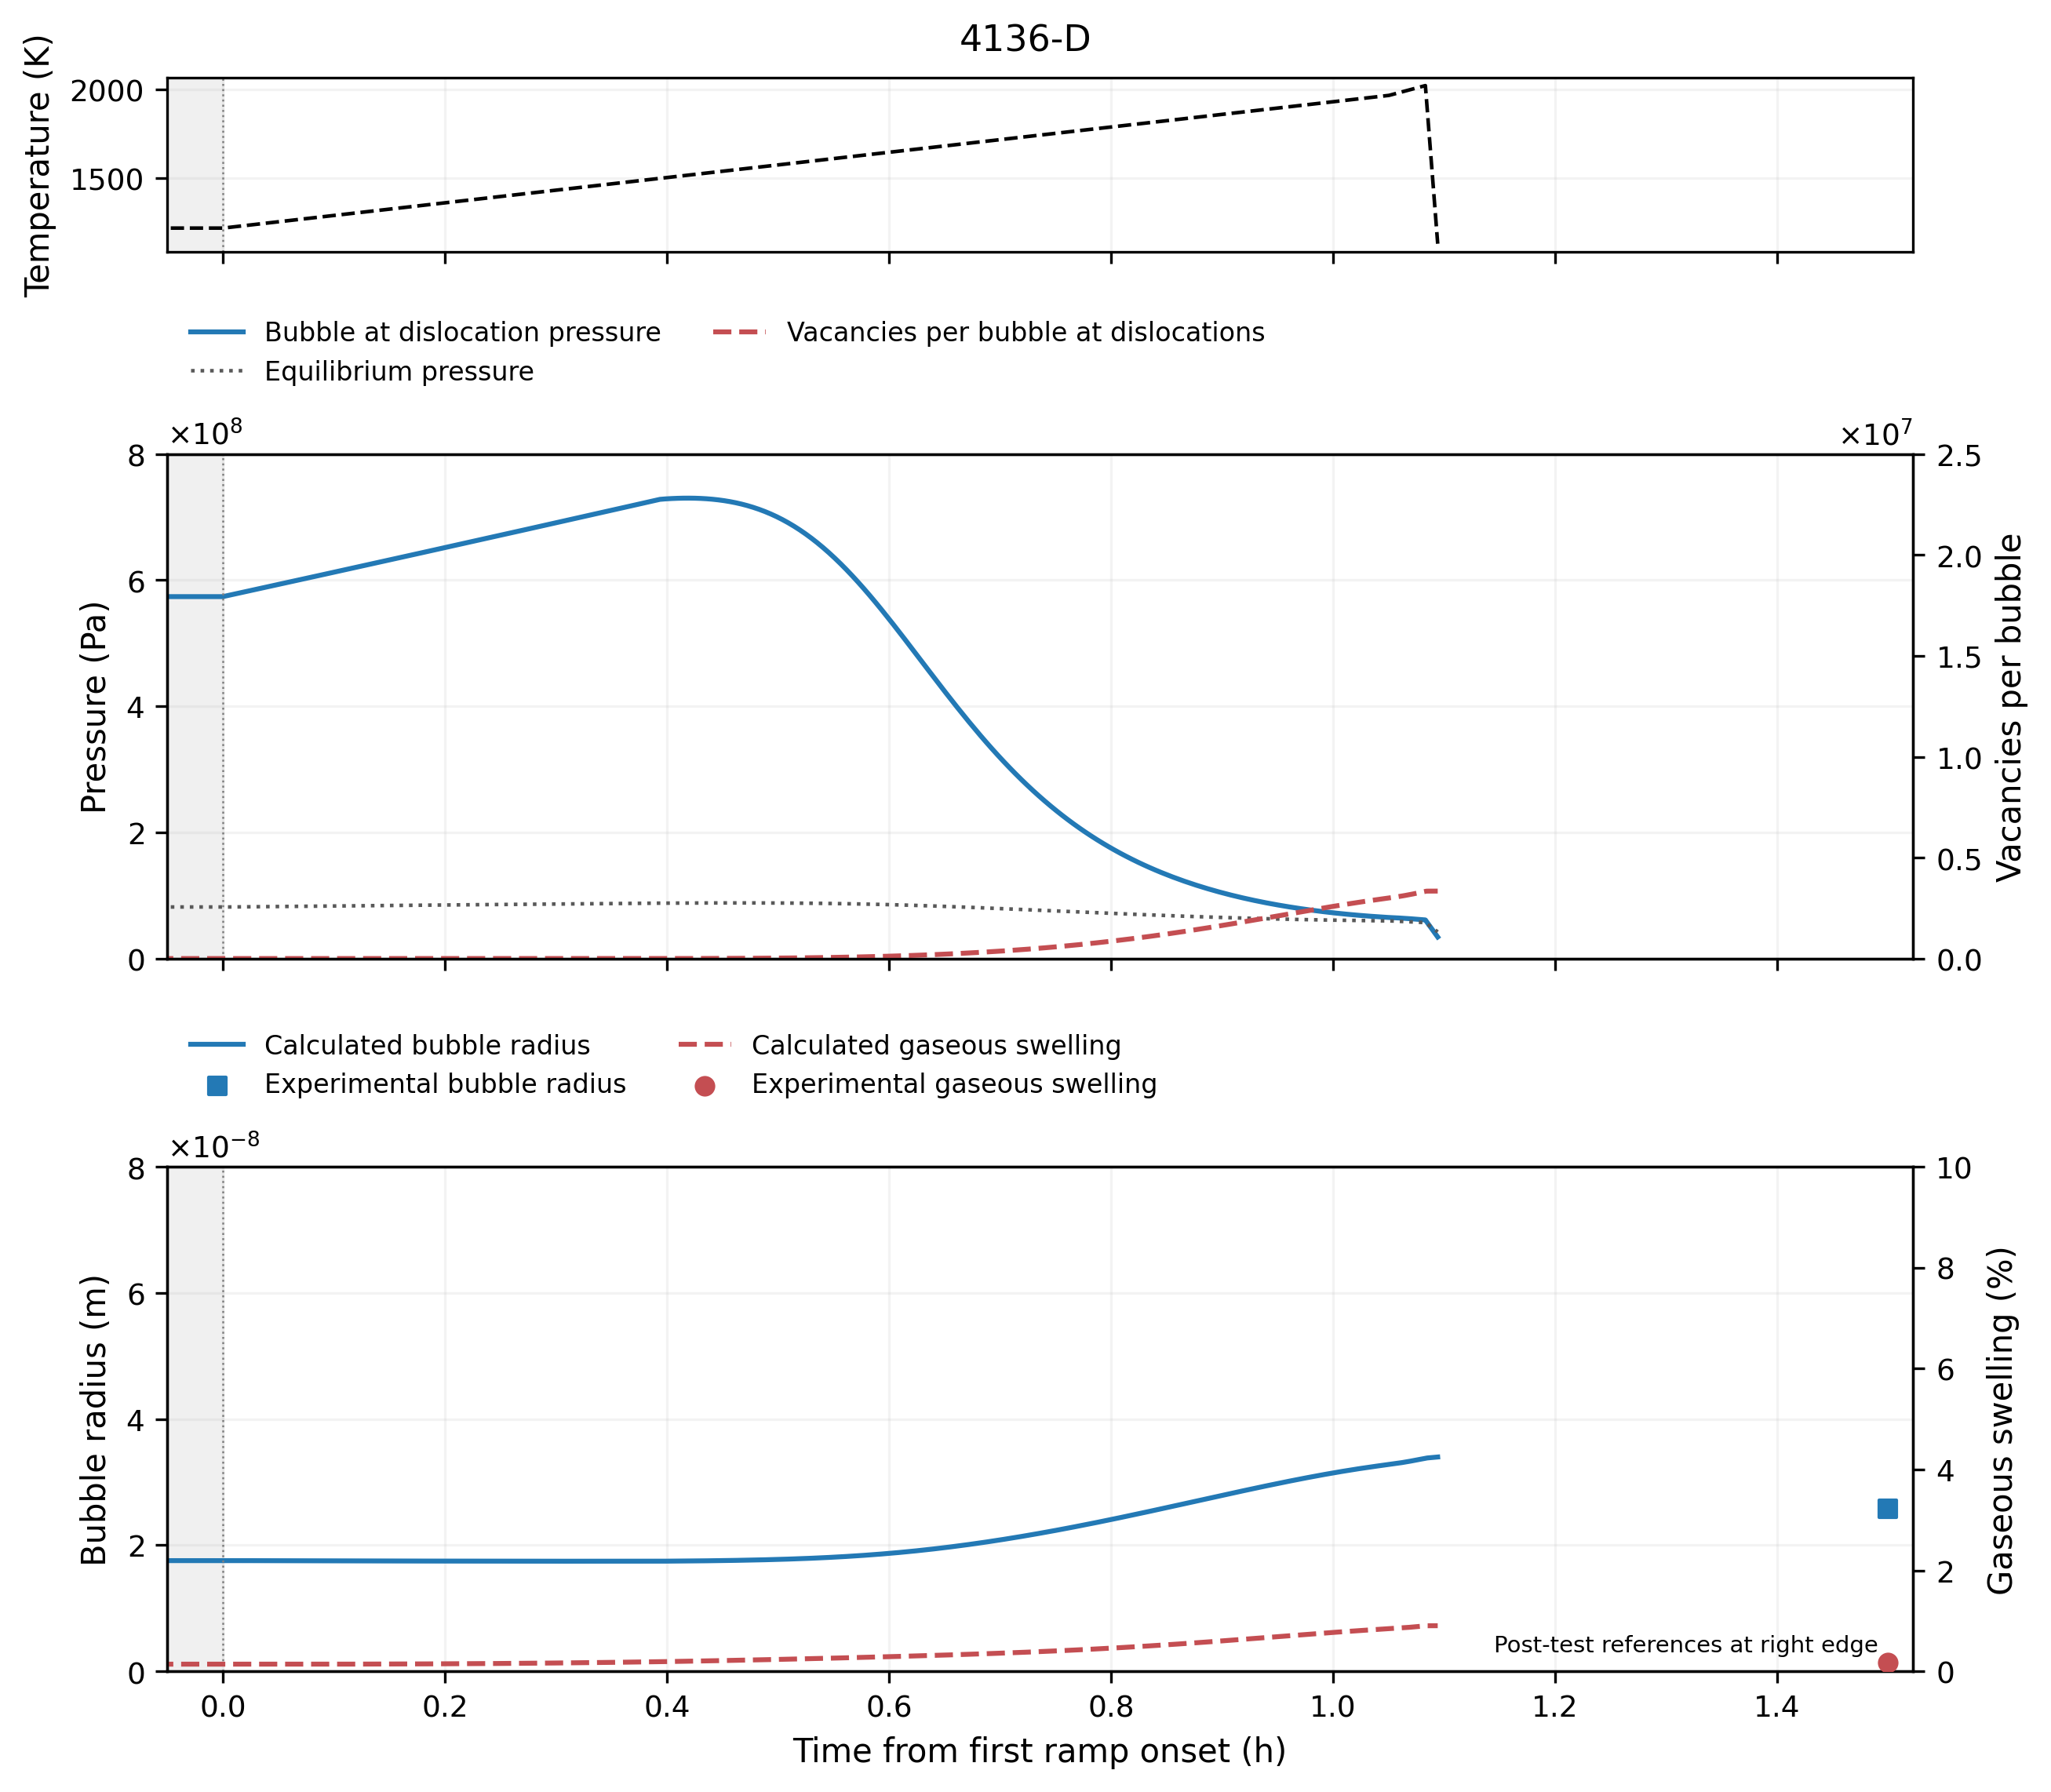 4136-D
Temperature (K)
2000
1500
Bubble at dislocation pressure
Vacancies per bubble at dislocations
Equilibrium pressure
×10⁸
×10⁷
Pressure (Pa)
8
6
4
2
0
2.5
2.0
1.5
1.0
0.5
0.0
Vacancies per bubble
Calculated bubble radius
Calculated gaseous swelling
Experimental bubble radius
Experimental gaseous swelling
×10⁻⁸
Bubble radius (m)
8
6
4
2
0
10
8
6
4
2
0
Gaseous swelling (%)
Post-test references at right edge
0.0 0.2 0.4 0.6 0.8 1.0 1.2 1.4
Time from first ramp onset (h)